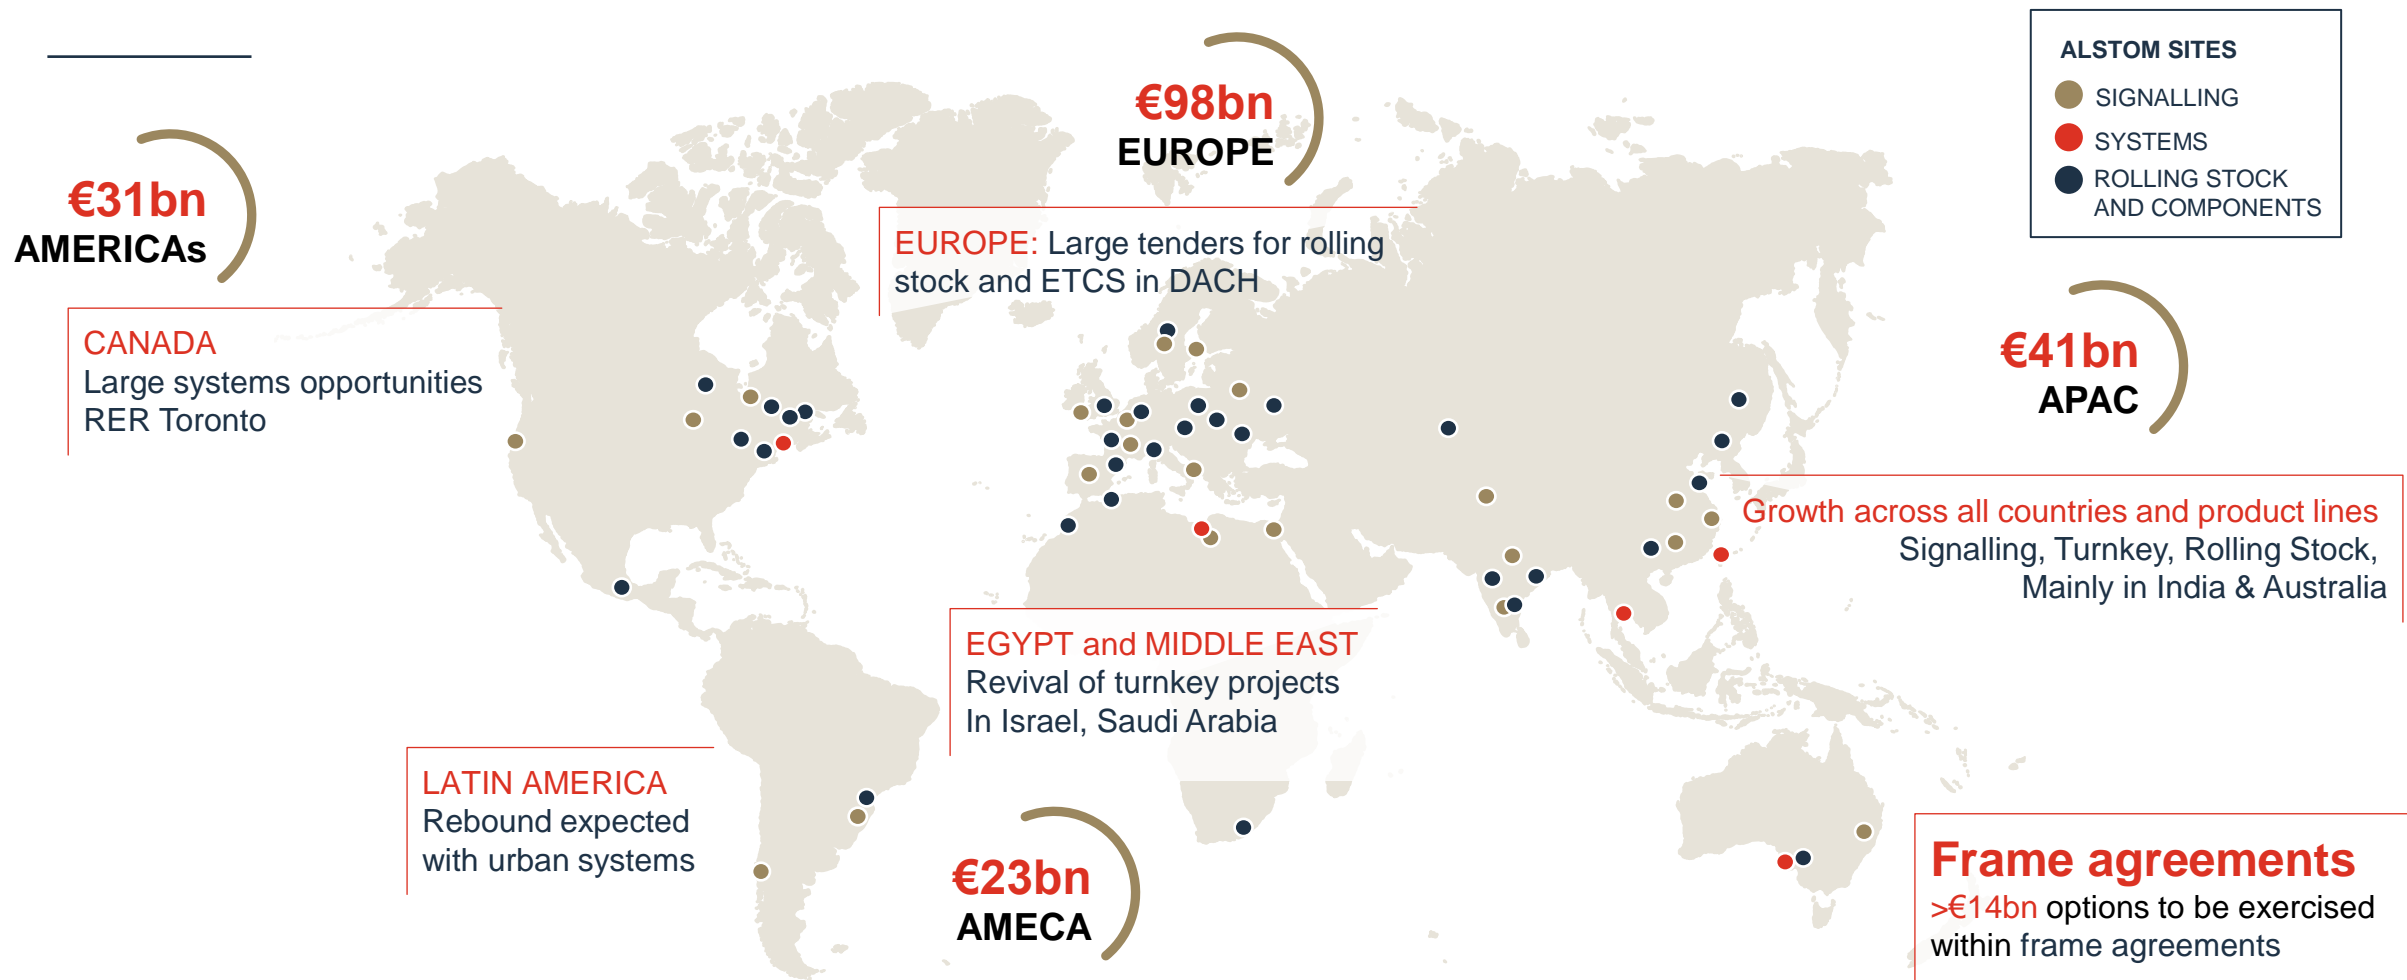 €31bn
AMERICAs
CANADA
Large systems opportunities
RER Toronto
€98bn
EUROPE
EUROPE: Large tenders for rolling
stock and ETCS in DACH
ALSTOM SITES
SIGNALLING
SYSTEMS
ROLLING STOCK
AND COMPONENTS
€41bn
APAC
Growth across all countries and product lines
Signalling, Turnkey, Rolling Stock,
Mainly in India & Australia
EGYPT and MIDDLE EAST
Revival of turnkey projects
In Israel, Saudi Arabia
LATIN AMERICA
Rebound expected
with urban systems
€23bn
AMECA
Frame agreements
>€14bn options to be exercised
within frame agreements